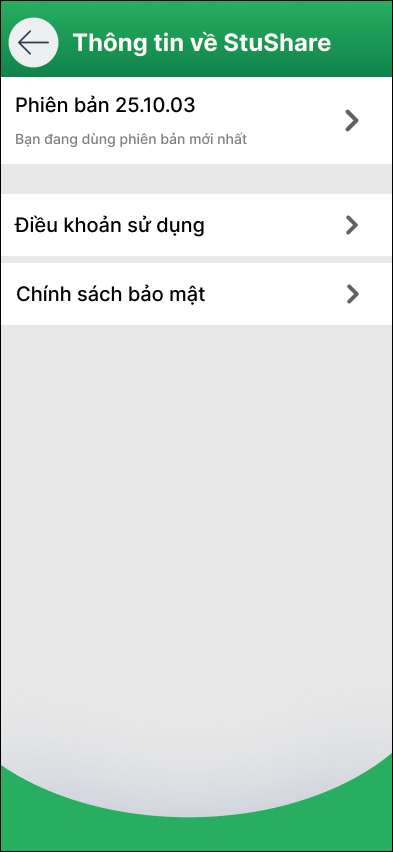 Thông tin về StuShare
Phiên bản 25.10.03
Bạn đang dùng phiên bản mới nhất
Điều khoản sử dụng
Chính sách bảo mật